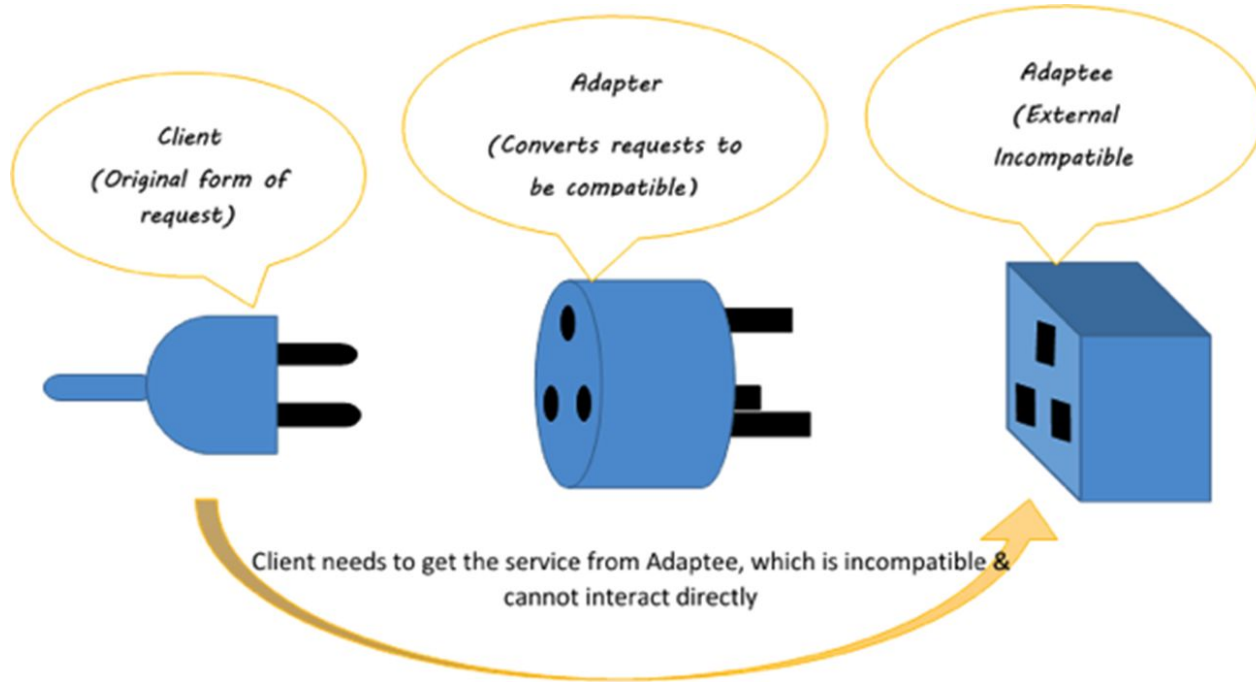 Client
(Original form of
request)
Adapter
(Converts requests to
be compatible)
Adaptee
(External
Incompatible
Client needs to get the service from Adaptee, which is incompatible &
cannot interact directly